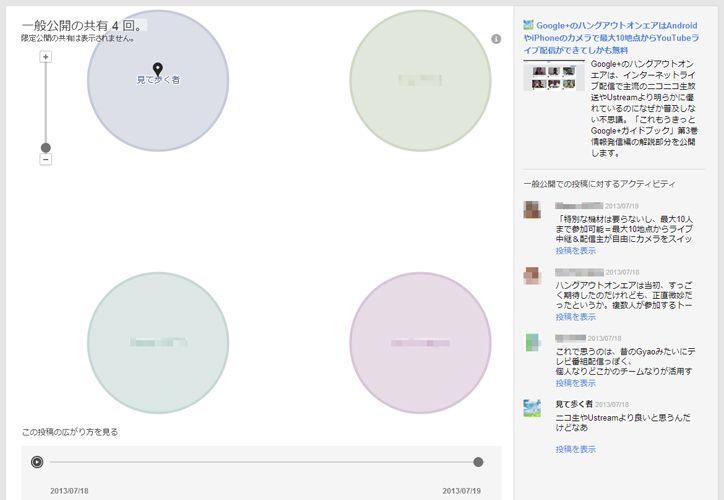 一般公開の共有 4 回。
限定公開の共有は表示されません。
見て歩く者
この投稿の広がり方を見る
2013/07/18
2013/07/19
Google+のハングアウトオンエアはAndroid
やiPhoneのカメラで最大10地点からYouTubeラ
イブ配信ができてしかも無料
Google+のハングアウトオン
エアは、インターネットライ
ブ配信で主流のニコニコ生放
送やUstreamより明らかに優
れているのになぜか普及しな
い不思議。「これもうきっと
Google+ガイドブック」第3巻
情報発信編の解説部分を公開
します。
一般公開での投稿に対するアクティビティ
2013/07/19
「特別な機材は要らないし、最大10人
まで参加可能＝最大10地点からライブ
中継＆配信主が自由にカメラをスイッ
投稿を表示
2013/07/18
ハングアウトオンエアは当初、すっご
く期待したのだけれども、正直微妙だ
ったというか。複数人が参加するトー
投稿を表示
2013/07/18
これで思うのは、昔のGyaoみたいにテ
レビ番組配信っぽく、
個人なりどこかのチームなりが活用す
投稿を表示
見て歩く者 2013/07/18
ニコ生やUstreamより良いと思うんだ
けどなあ
投稿を表示